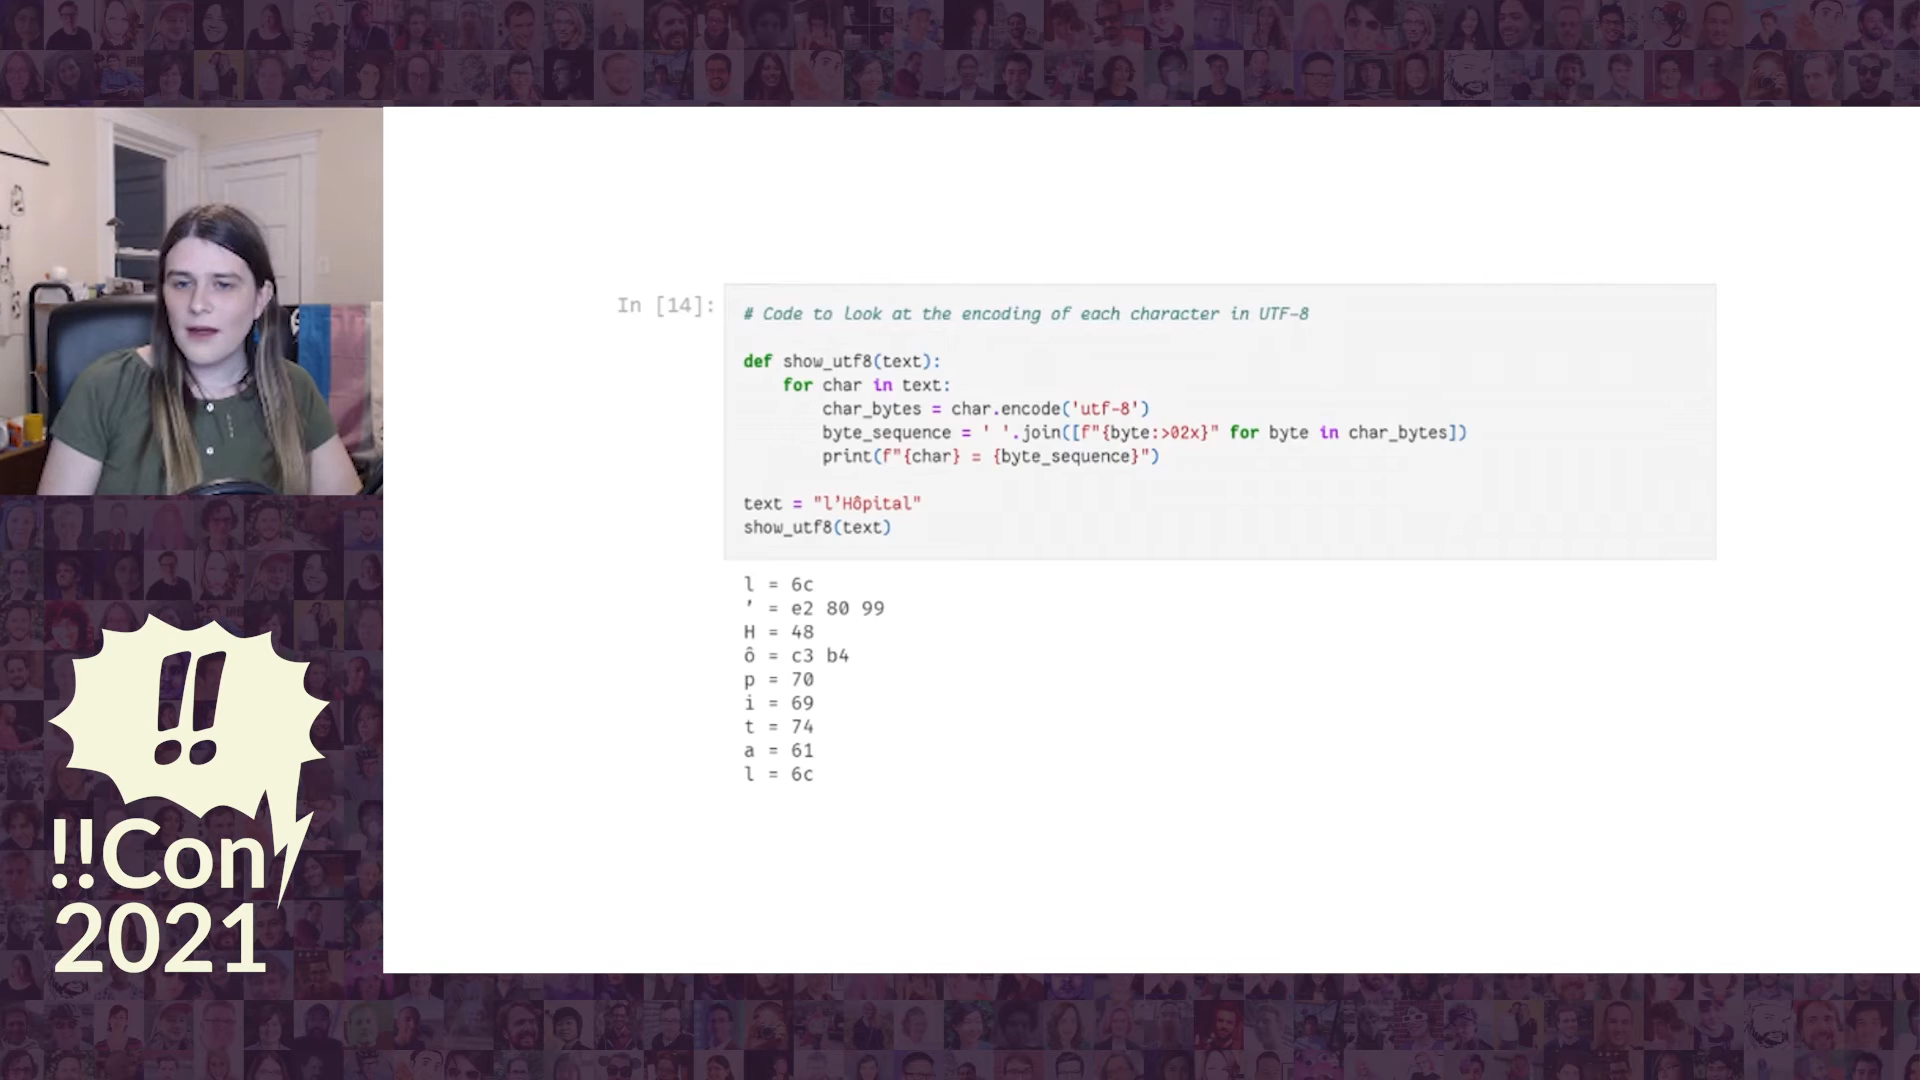 In [14]:
# Code to look at the encoding of each character in UTF-8
def show_utf8(text):
for char in text:
char_bytes = char.encode('utf-8')
byte_sequence = ' '.join([f"{byte:>02x}" for byte in char_bytes])
print(f"{char} = {byte_sequence}")
text = "l’Hôpital"
show_utf8(text)
l = 6c
’ = e2 80 99
H = 48
ô = c3 b4
p = 70
i = 69
t = 74
a = 61
l = 6c
!!
!!Con
2021